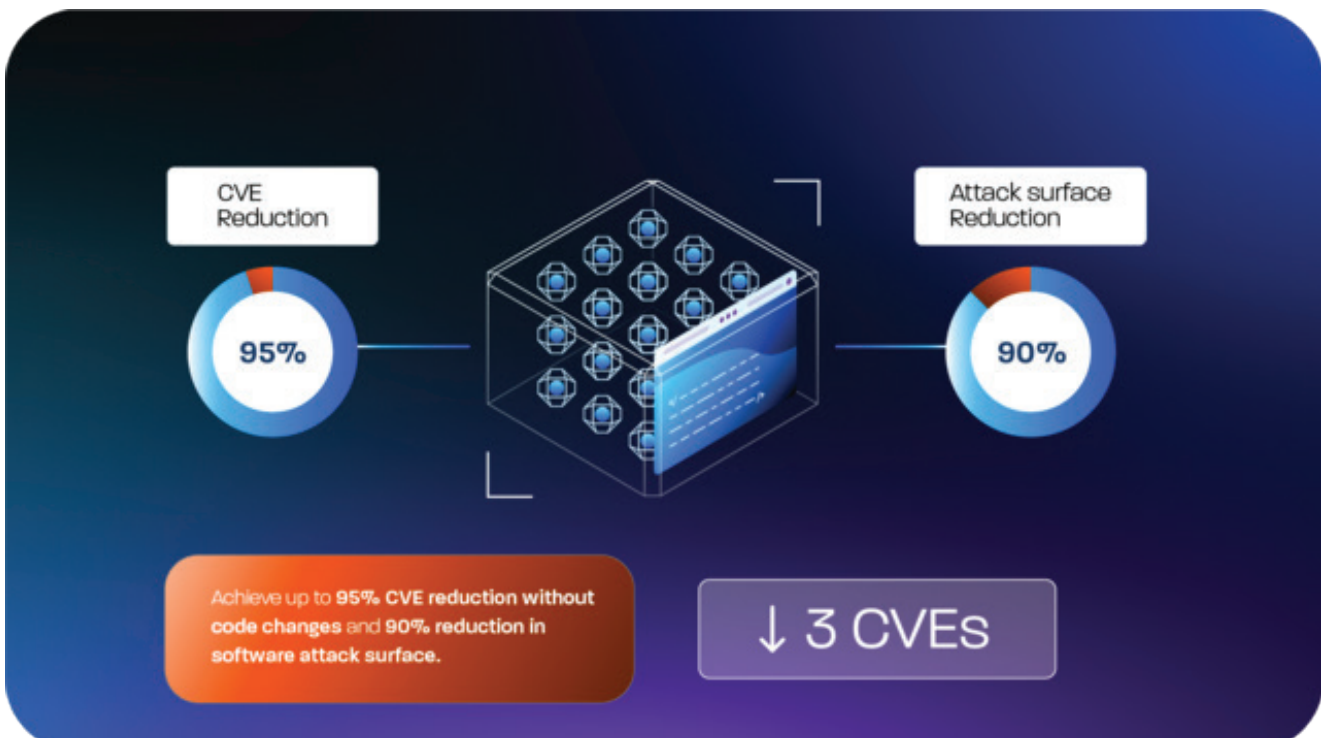 CVE
Reduction
Attack surface
Reduction
95%
90%
Achieve up to 95% CVE reduction without
code changes and 90% reduction in
software attack surface.
↓ 3 CVEs